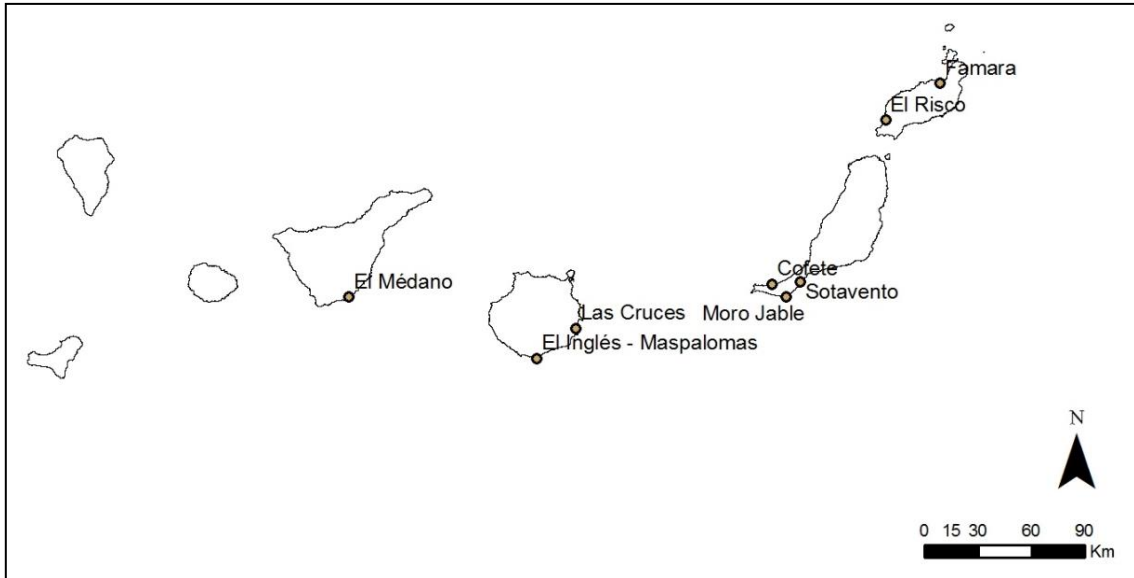 Famara
El Risco
Cofete
El Médano
Sotavento
Las Cruces
Moro Jable
El Inglés - Maspalomas
N
0 15 30 60 90
Km